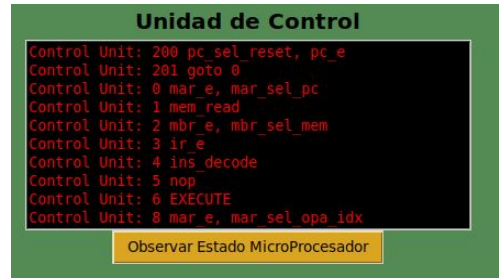 Unidad de Control
Control Unit: 200 pc_sel_reset, pc_e
Control Unit: 201 goto 0
Control Unit: 0 mar_e, mar_sel_pc
Control Unit: 1 mem_read
Control Unit: 2 mbr_e, mbr_sel_mem
Control Unit: 3 ir_e
Control Unit: 4 ins_decode
Control Unit: 5 nop
Control Unit: 6 EXECUTE
Control Unit: 8 mar_e, mar_sel_opa_idx
Observar Estado MicroProcesador